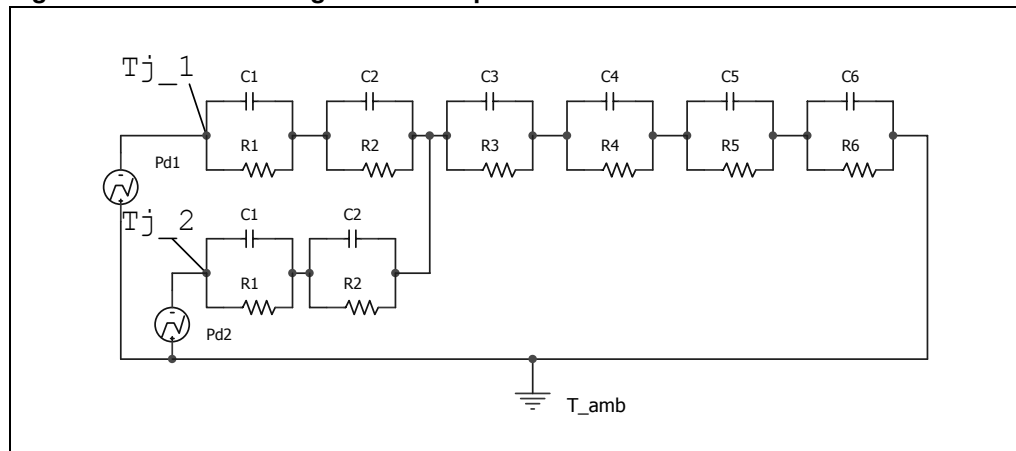 Tj_1
C1 C2 C3 C4 C5 C6
R1 R2 R3 R4 R5 R6
Pd1
Tj_2
C1 C2
R1 R2
Pd2
T_amb